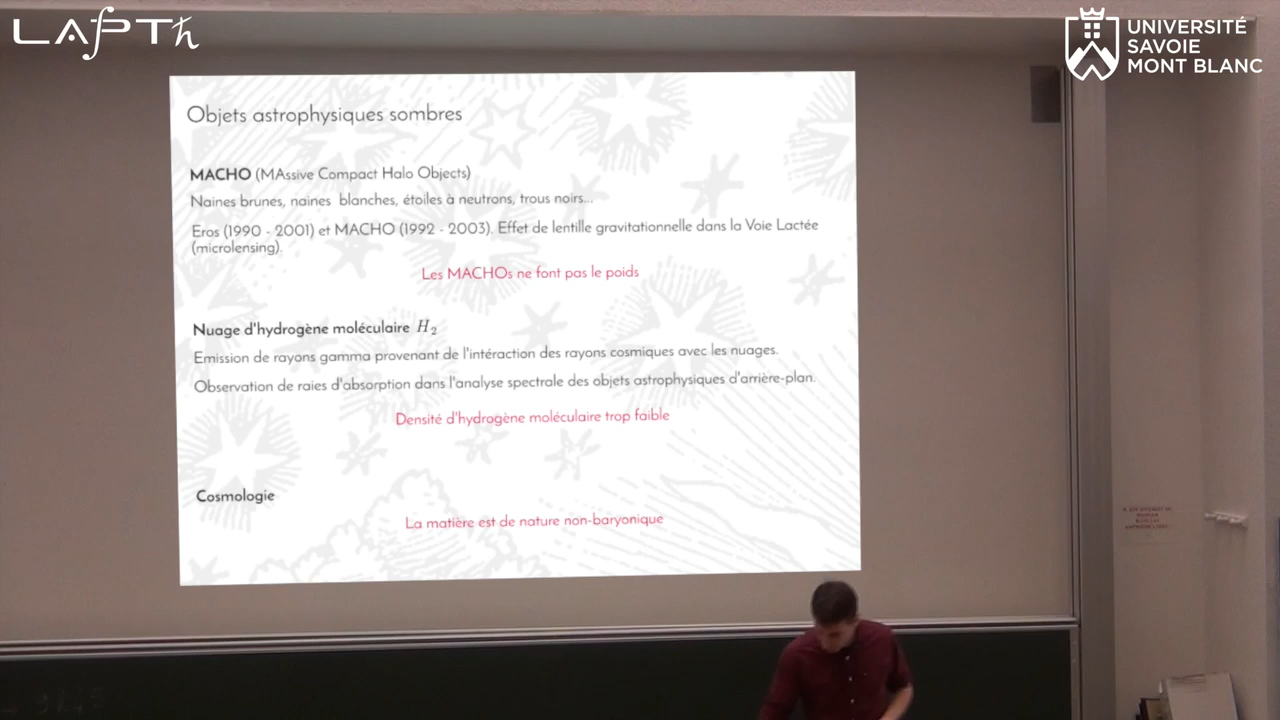 LAPTh
UNIVERSITÉ
SAVOIE
MONT BLANC
Objets astrophysiques sombres
MACHO (MAssive Compact Halo Objects)
Naines brunes, naines blanches, étoiles à neutrons, trous noirs...
Eros (1990 - 2001) et MACHO (1992 - 2003). Effet de lentille gravitationnelle dans la Voie Lactée
(microlensing).
Les MACHOs ne font pas le poids
Nuage d'hydrogène moléculaire H₂
Emission de rayons gamma provenant de l'intéraction des rayons cosmiques avec les nuages.
Observation de raies d'absorption dans l'analyse spectrale des objets astrophysiques d'arrière-plan.
Densité d'hydrogène moléculaire trop faible
Cosmologie
La matière est de nature non-baryonique